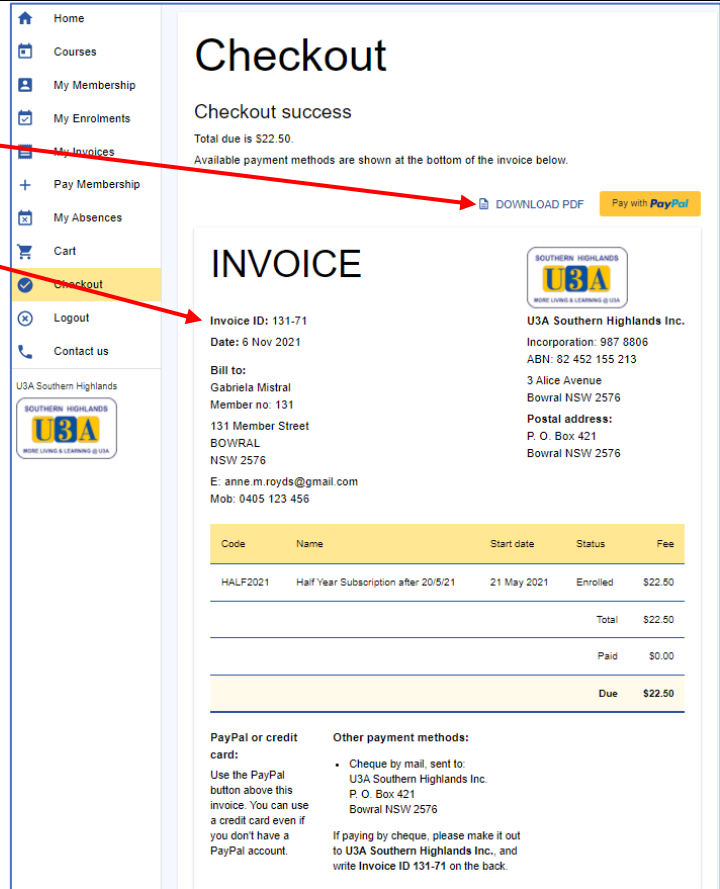 Home
Courses
My Membership
My Enrolments
My Invoices
Pay Membership
My Absences
Cart
Checkout
Logout
Contact us
U3A Southern Highlands
SOUTHERN HIGHLANDS
U3A
MORE LIVING & LEARNING @ U3A
Checkout
Checkout success
Total due is $22.50.
Available payment methods are shown at the bottom of the invoice below.
DOWNLOAD PDF
Pay with PayPal
INVOICE
SOUTHERN HIGHLANDS
U3A
MORE LIVING & LEARNING @ U3A
Invoice ID: 131-71
Date: 6 Nov 2021
Bill to:
Gabriela Mistral
Member no: 131
131 Member Street
BOWRAL
NSW 2576
E: anne.m.royds@gmail.com
Mob: 0405 123 456
U3A Southern Highlands Inc.
Incorporation: 987 8806
ABN: 82 452 155 213
3 Alice Avenue
Bowral NSW 2576
Postal address:
P. O. Box 421
Bowral NSW 2576
Code Name Start date Status Fee
HALF2021 Half Year Subscription after 20/5/21 21 May 2021 Enrolled $22.50
Total $22.50
Paid $0.00
Due $22.50
PayPal or credit
card:
Use the PayPal
button above this
invoice. You can use
a credit card even if
you don't have a
PayPal account.
Other payment methods:
• Cheque by mail, sent to:
U3A Southern Highlands Inc.
P. O. Box 421
Bowral NSW 2576
If paying by cheque, please make it out
to U3A Southern Highlands Inc., and
write Invoice ID 131-71 on the back.